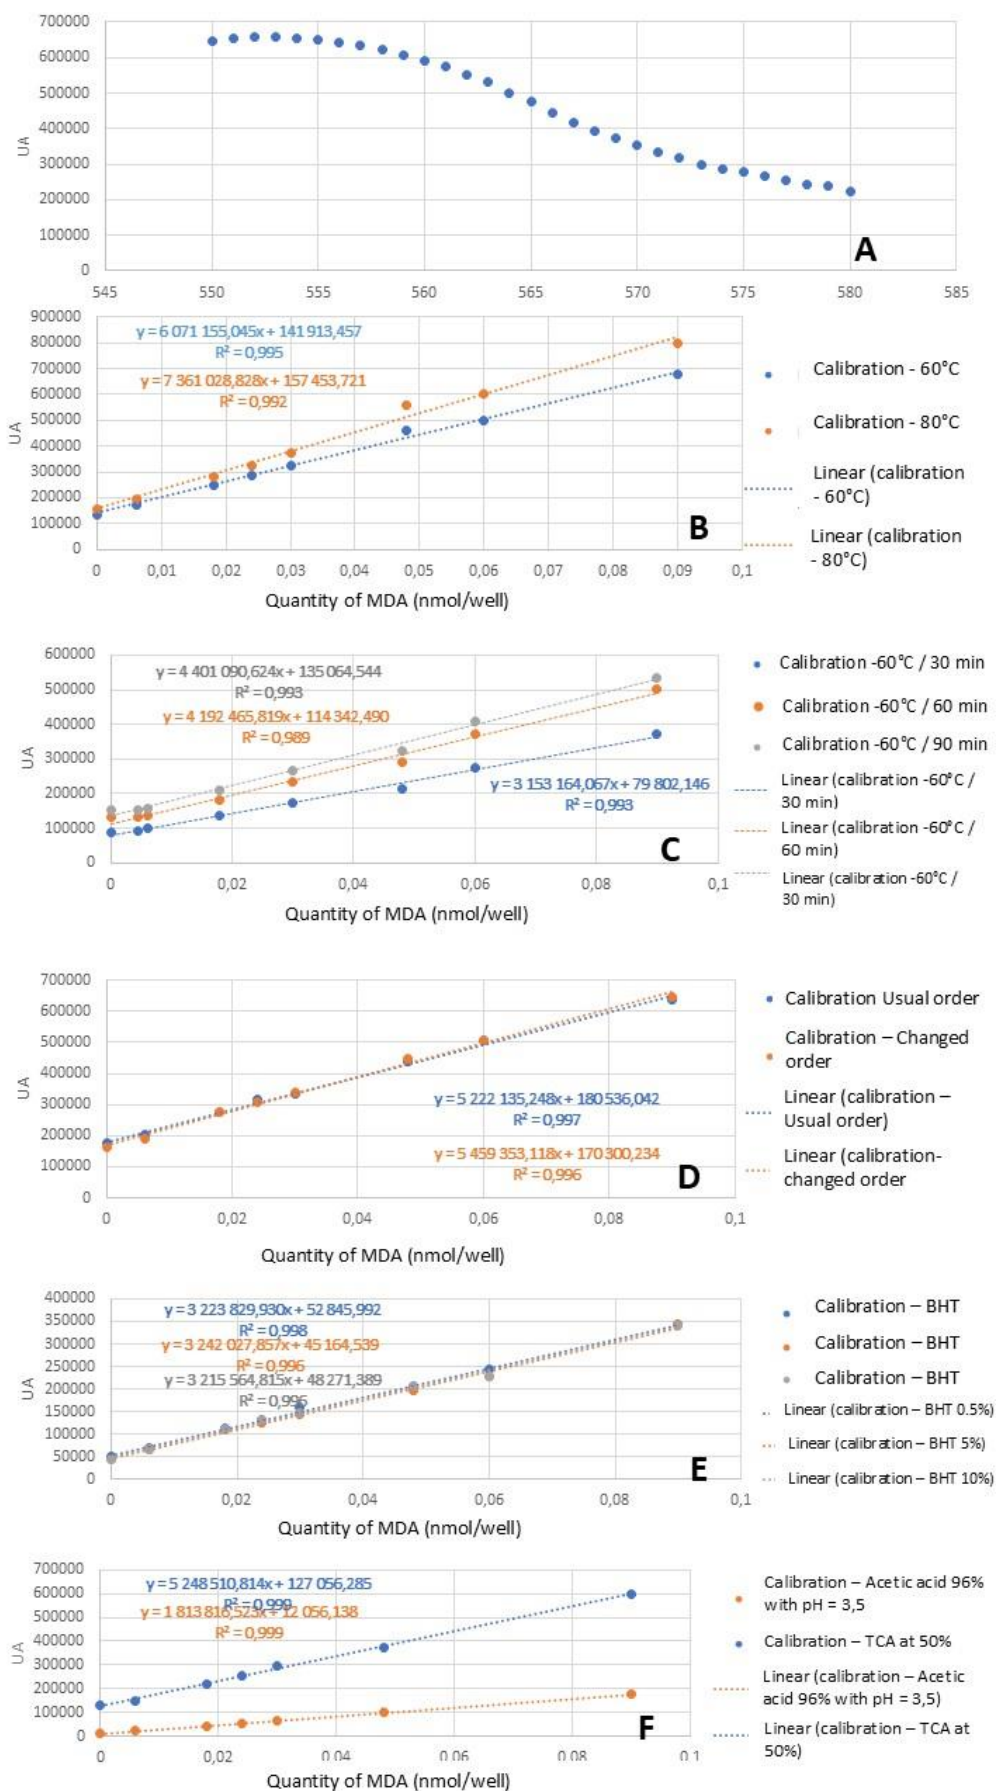 700000
600000
500000
400000
300000
200000
100000
0
UA
A
545 550 555 560 565 570 575 580 585
900000
800000
700000
600000
500000
400000
300000
200000
100000
0
UA
y = 6 071 155,045x + 141 913,457
R² = 0,995
y = 7 361 028,828x + 157 453,721
R² = 0,992
B
0 0,01 0,02 0,03 0,04 0,05 0,06 0,07 0,08 0,09 0,1
Quantity of MDA (nmol/well)
Calibration - 60°C
Calibration - 80°C
Linear (calibration
- 60°C)
Linear (calibration
- 80°C)
600000
500000
400000
300000
200000
100000
0
UA
y = 4 401 090,624x + 135 064,544
R² = 0,993
y = 4 192 465,819x + 114 342,490
R² = 0,989
y = 3 153 164,067x + 79 802,146
R² = 0,993
C
0 0,02 0,04 0,06 0,08 0,1
Quantity of MDA (nmol/well)
Calibration -60°C / 30 min
Calibration -60°C / 60 min
Calibration -60°C / 90 min
Linear (calibration -60°C /
30 min)
Linear (calibration -60°C /
60 min)
Linear (calibration -60°C /
30 min)
700000
600000
500000
400000
300000
200000
100000
0
UA
y = 5 222 135,248x + 180 536,042
R² = 0,997
y = 5 459 353,118x + 170 300,234
R² = 0,996
D
0 0,02 0,04 0,06 0,08 0,1
Quantity of MDA (nmol/well)
Calibration Usual order
Calibration – Changed
order
Linear (calibration –
Usual order)
Linear (calibration-
changed order
400000
350000
300000
250000
200000
150000
100000
50000
0
UA
y = 3 223 829,930x + 52 845,992
R² = 0,998
y = 3 242 027,857x + 45 164,539
R² = 0,996
y = 3 215 564,815x + 48 271,389
R² = 0,996
E
0 0,02 0,04 0,06 0,08 0,1
Quantity of MDA (nmol/well)
Calibration – BHT
Calibration – BHT
Calibration – BHT
Linear (calibration – BHT 0.5%)
Linear (calibration – BHT 5%)
Linear (calibration – BHT 10%)
700000
600000
500000
400000
300000
200000
100000
0
UA
y = 5 248 510,814x + 127 056,285
R² = 0,999
y = 1 813 816,523x + 12 056,138
R² = 0,999
F
0 0,02 0,04 0,06 0,08 0,1
Quantity of MDA (nmol/well)
Calibration – Acetic acid 96%
with pH = 3,5
Calibration – TCA at 50%
Linear (calibration – Acetic
acid 96% with pH = 3,5)
Linear (calibration – TCA at
50%)